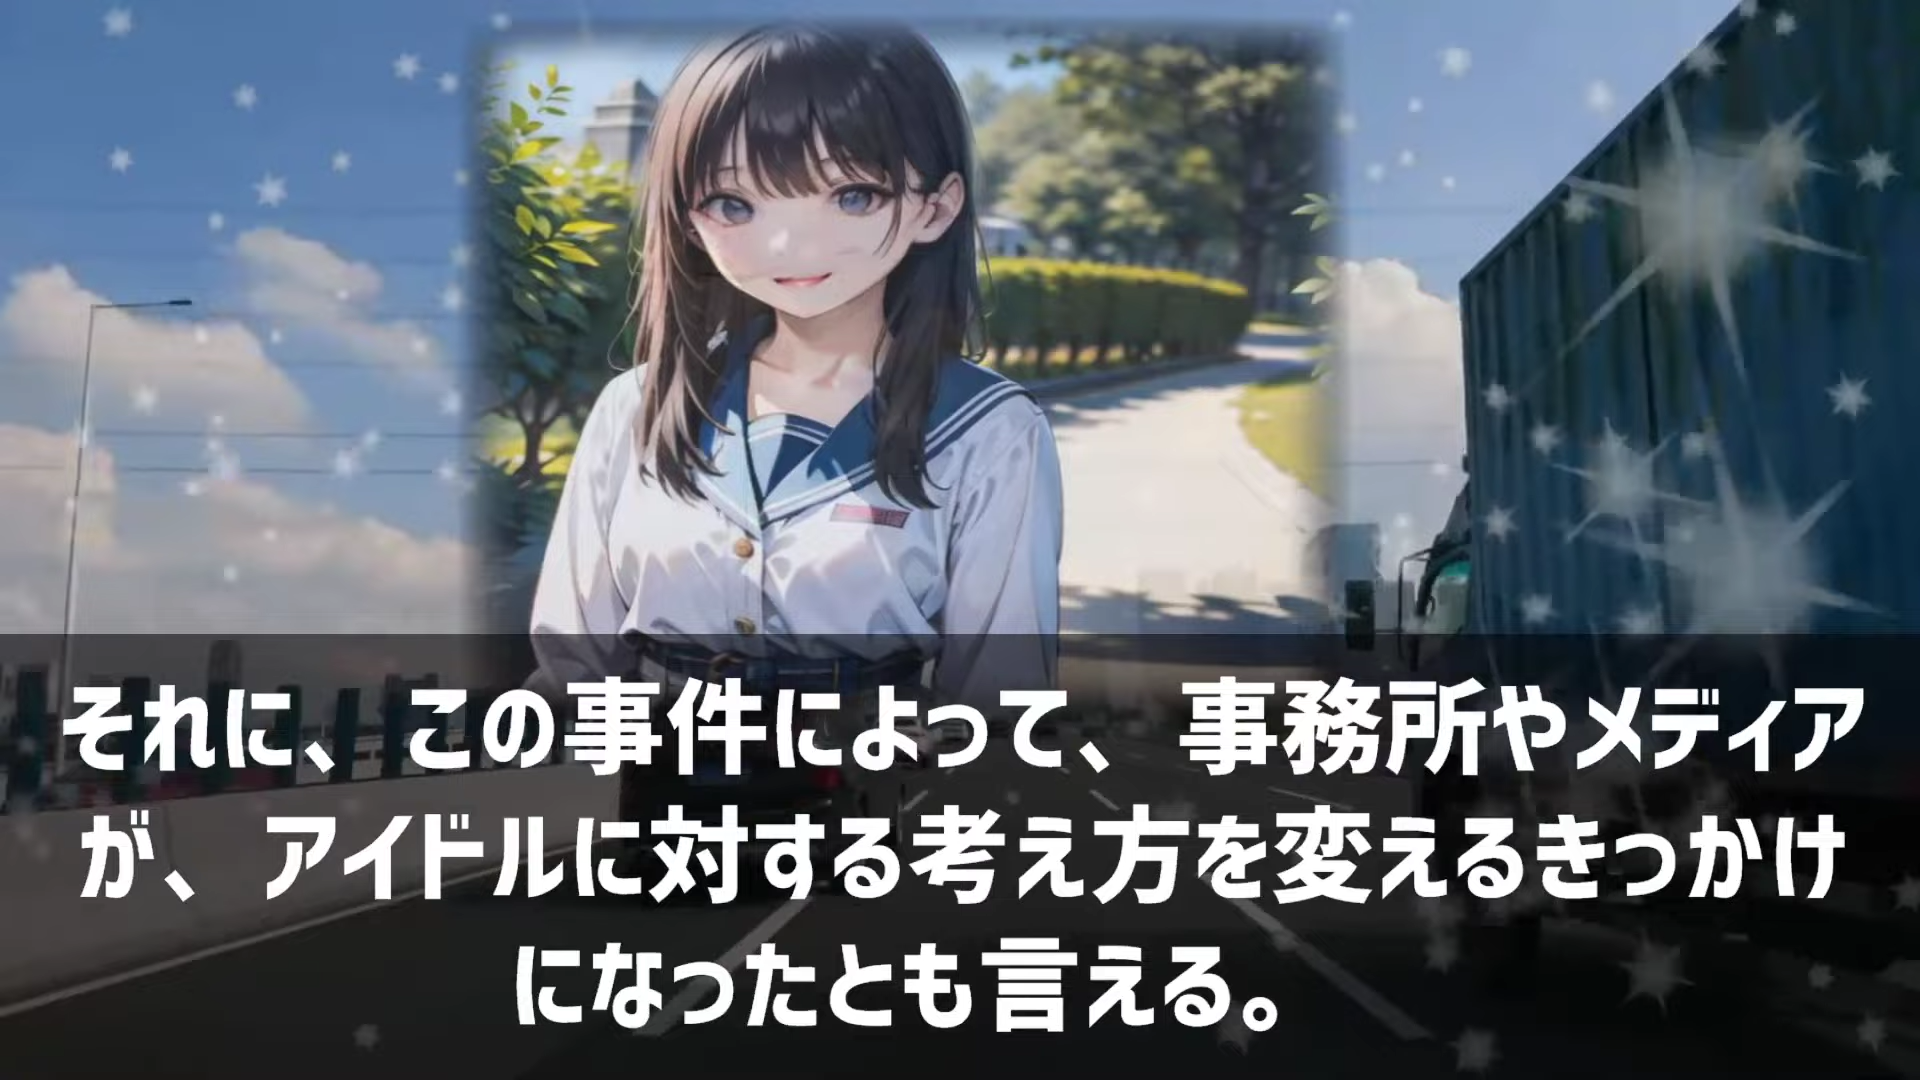 それに、この事件によって、事務所やメディア
が、アイドルに対する考え方を変えるきっかけ
になったとも言える。